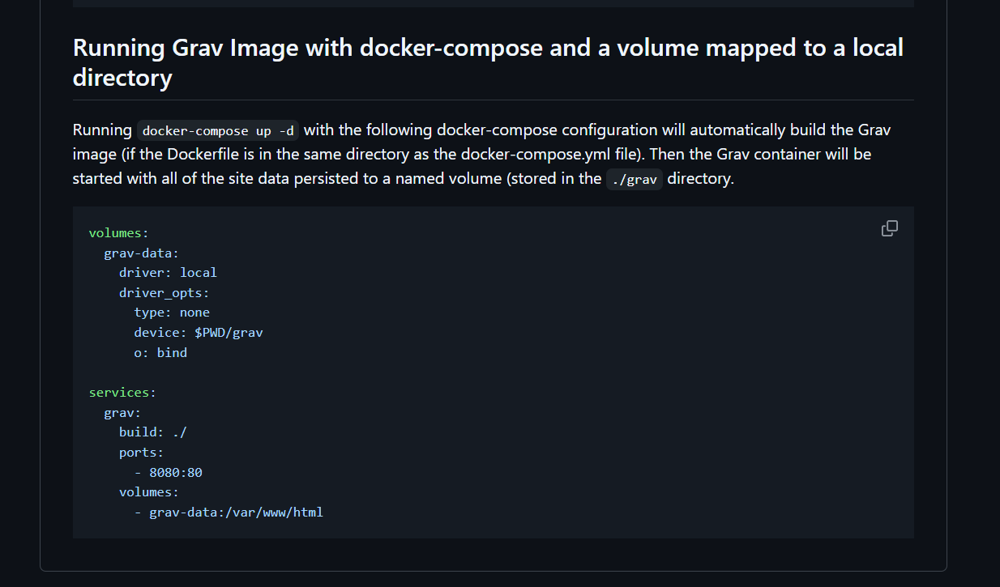 Running Grav Image with docker-compose and a volume mapped to a local
directory
Running docker-compose up -d with the following docker-compose configuration will automatically build the Grav
image (if the Dockerfile is in the same directory as the docker-compose.yml file). Then the Grav container will be
started with all of the site data persisted to a named volume (stored in the ./grav directory.
volumes:
  grav-data:
    driver: local
    driver_opts:
      type: none
      device: $PWD/grav
      o: bind

services:
  grav:
    build: ./
    ports:
      - 8080:80
    volumes:
      - grav-data:/var/www/html